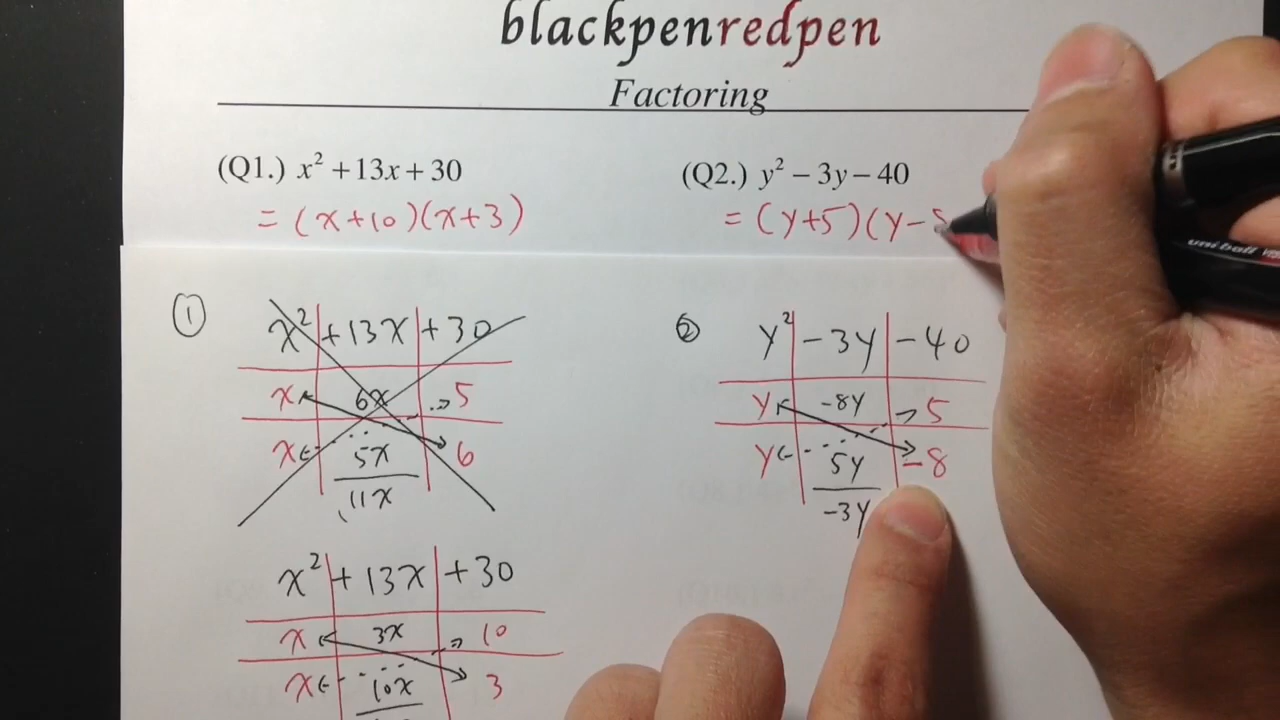 blackpenredpen
Factoring
(Q1.) x² + 13x + 30
= (x+10)(x+3)
(Q2.) y² − 3y − 40
= (y+5)(y−
①
x² +13x +30
x 6x 5
x 5x 6
11x
x² + 13x +30
x 3x 10
x 10x 3
②
y² −3y −40
y −8y 5
y 5y −8
−3y
uni-ball